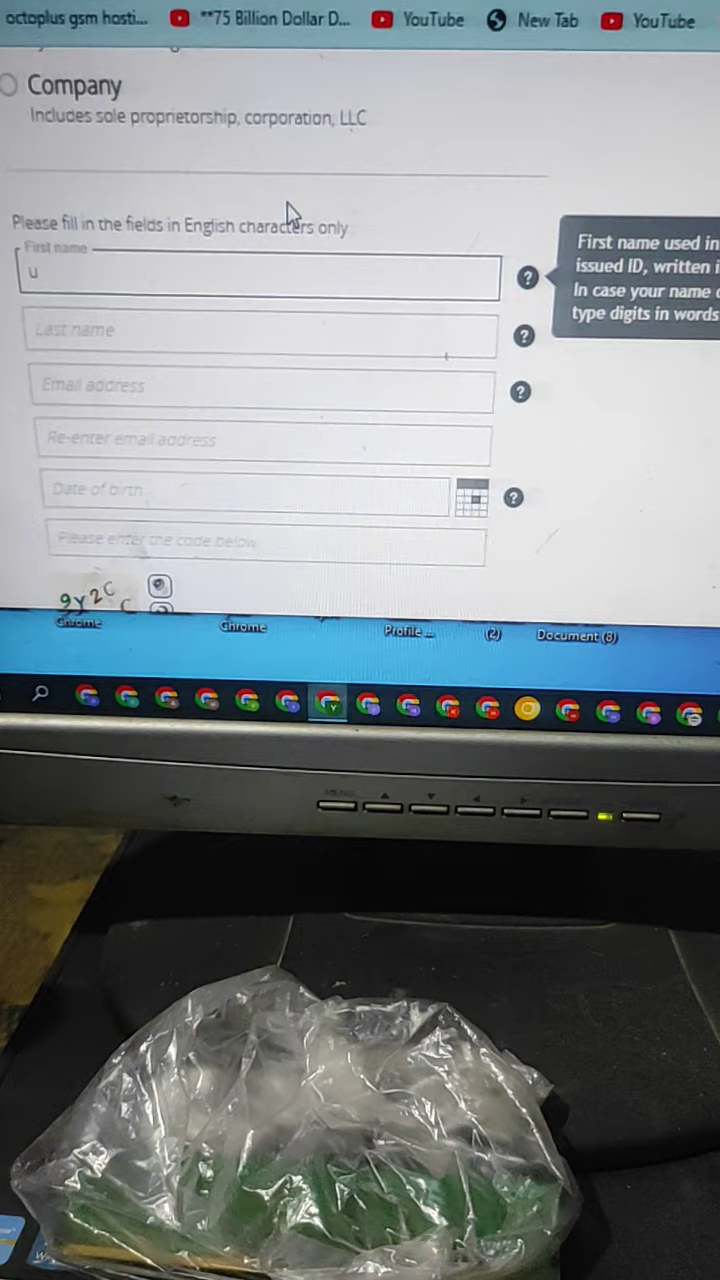 octoplus gsm hosti... **75 Billion Dollar D... YouTube New Tab YouTube
Company
Includes sole proprietorship, corporation, LLC
Please fill in the fields in English characters only
First name
U
?
First name used in
issued ID, written i
In case your name
type digits in words
Last name
?
Email address
?
Re-enter email address
Date of birth
?
Please enter the code below
9Y2C C
Chrome Chrome Profile ... (2) Document (8)
MENU